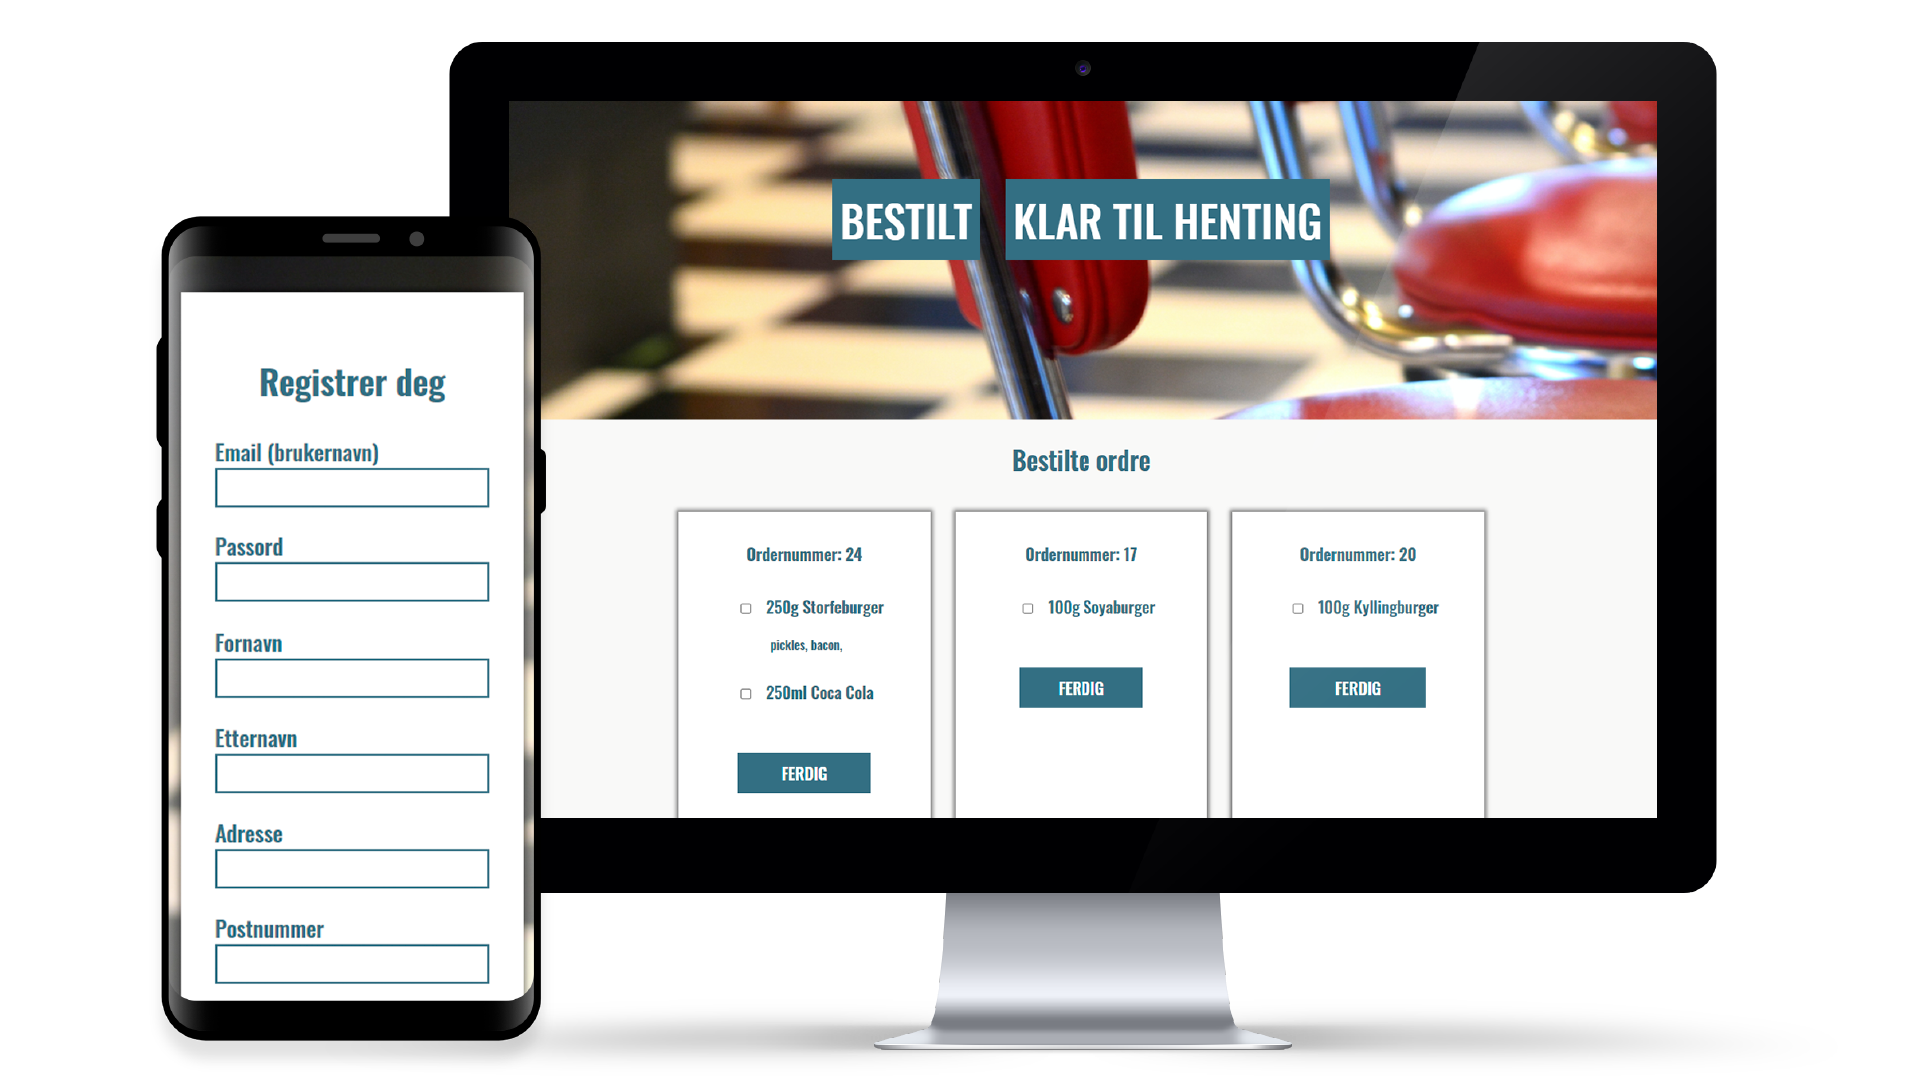 BESTILT
KLAR TIL HENTING
Bestilte ordre
Ordernummer: 24
250g Storfeburger
pickles, bacon,
250ml Coca Cola
FERDIG
Ordernummer: 17
100g Soyaburger
FERDIG
Ordernummer: 20
100g Kyllingburger
FERDIG
Registrer deg
Email (brukernavn)
Passord
Fornavn
Etternavn
Adresse
Postnummer